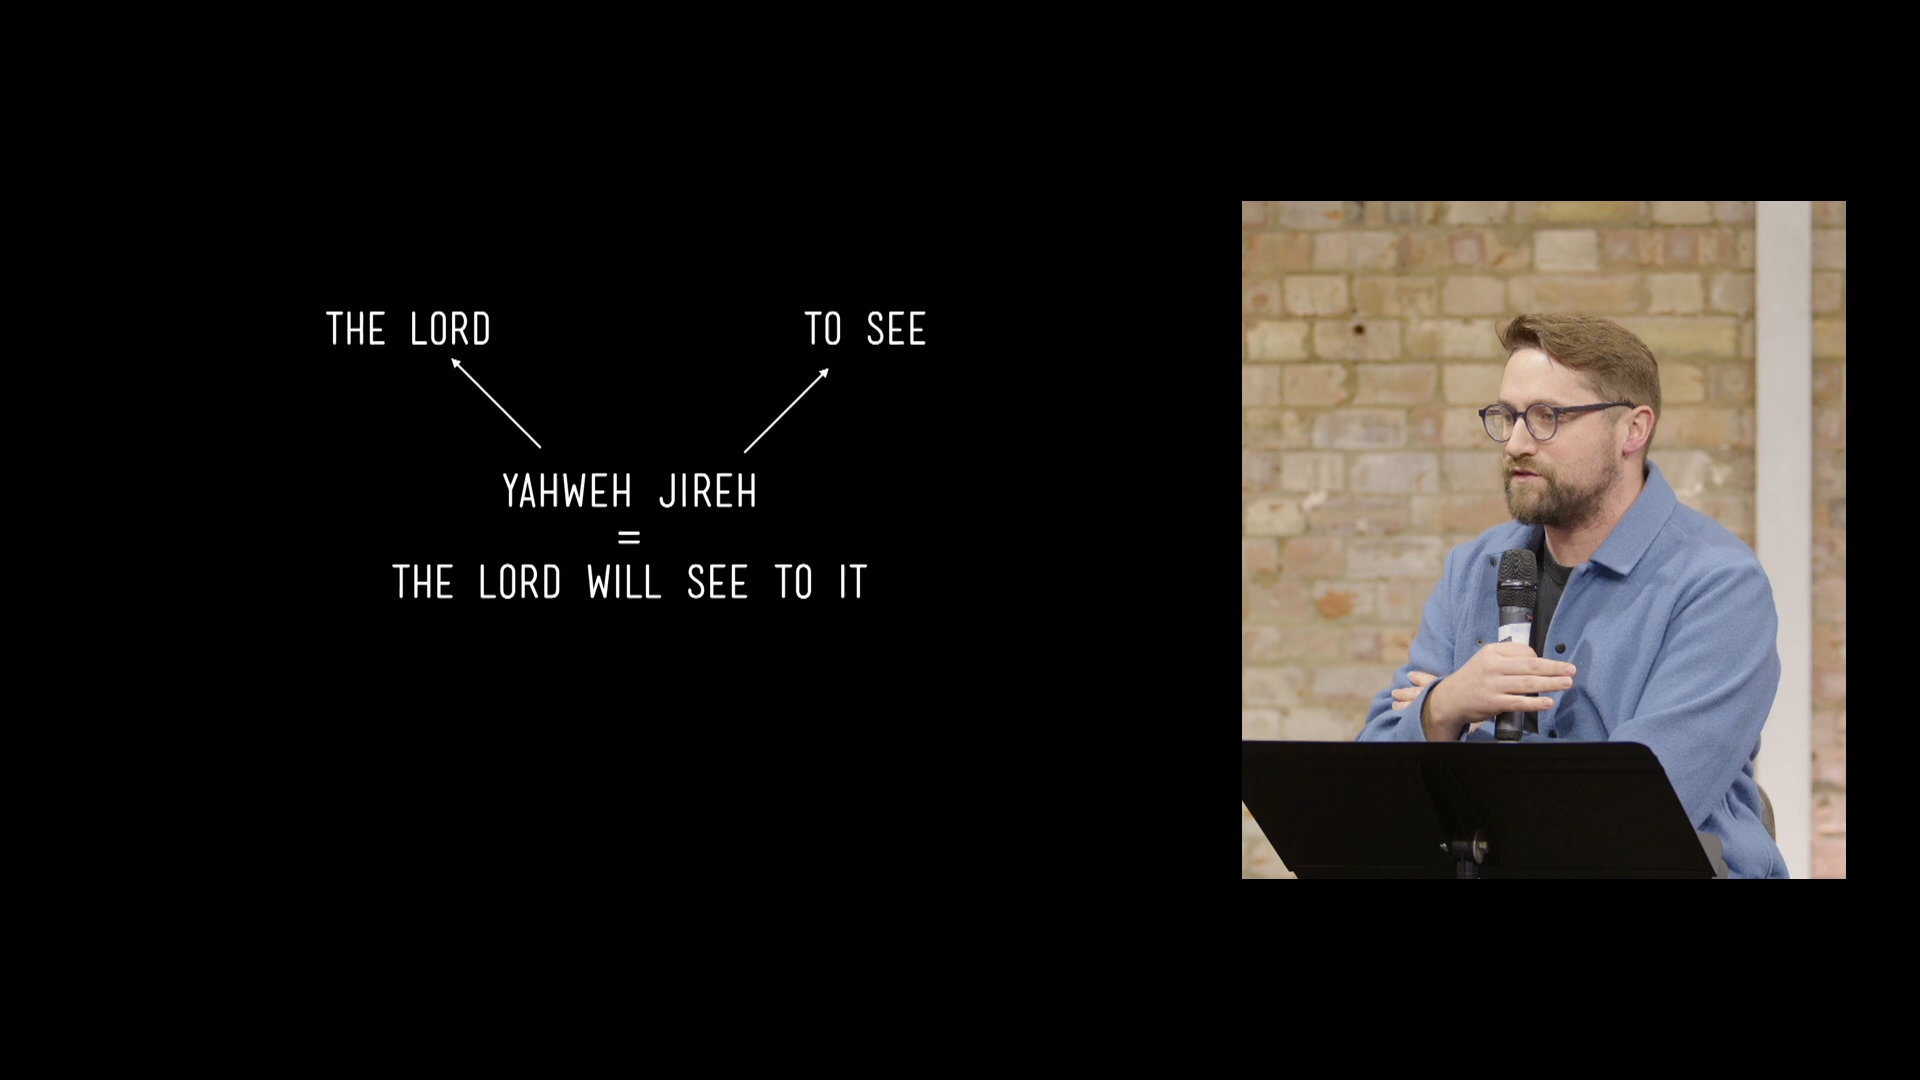 THE LORD
TO SEE
YAHWEH JIREH
=
THE LORD WILL SEE TO IT